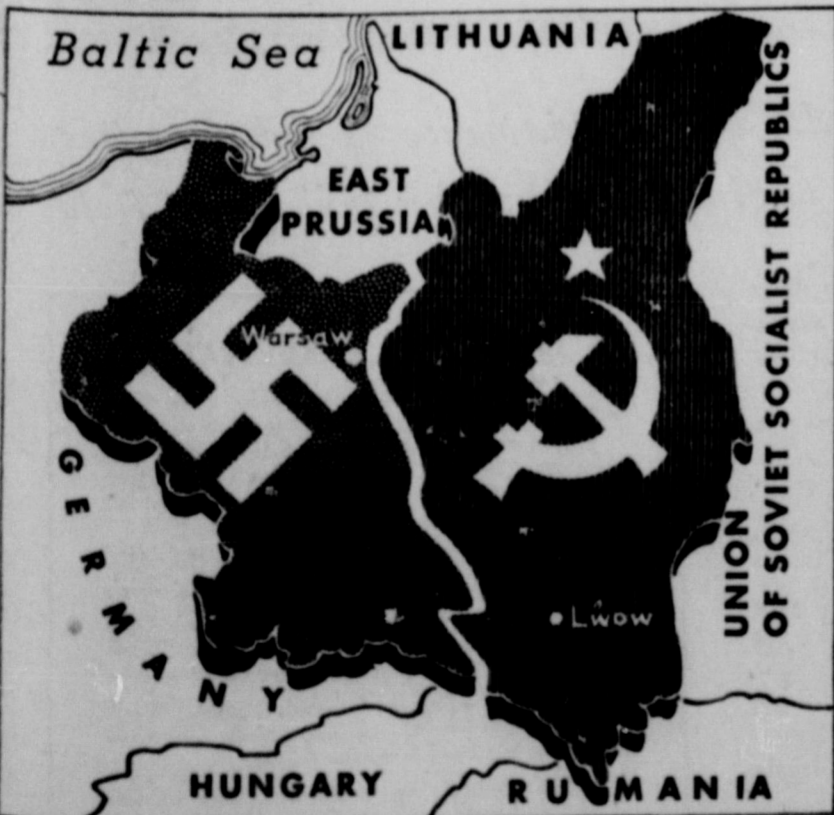 Baltic Sea
LITHUANIA
EAST
PRUSSIA
Warsaw
GERMANY
UNION
OF SOVIET SOCIALIST REPUBLICS
Lwow
HUNGARY
RUMANIA